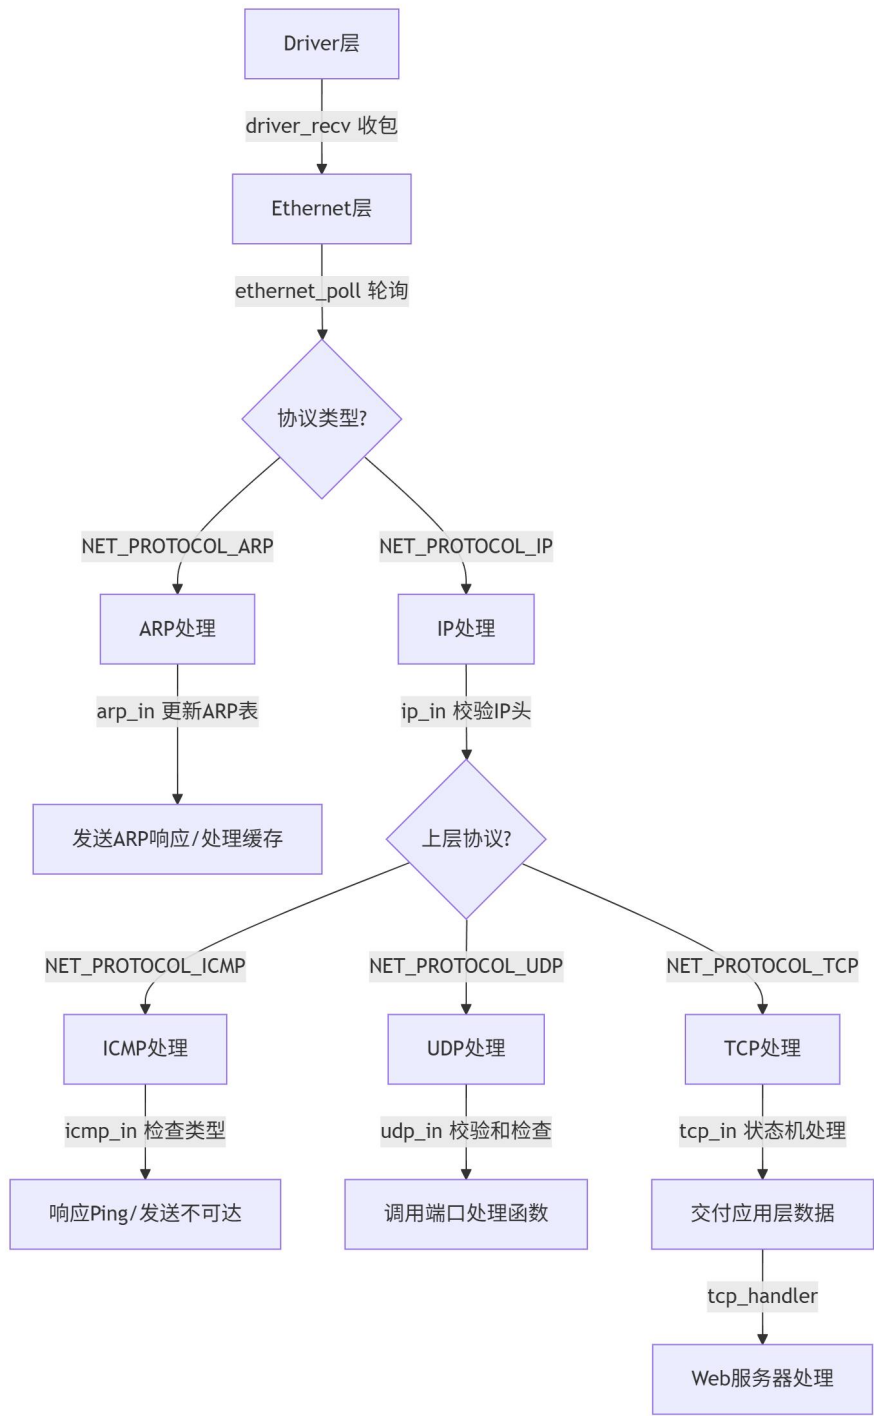 Driver层
driver_recv 收包
Ethernet层
ethernet_poll 轮询
协议类型?
NET_PROTOCOL_ARP
NET_PROTOCOL_IP
ARP处理
IP处理
arp_in 更新ARP表
ip_in 校验IP头
发送ARP响应/处理缓存
上层协议?
NET_PROTOCOL_ICMP
NET_PROTOCOL_UDP
NET_PROTOCOL_TCP
ICMP处理
UDP处理
TCP处理
icmp_in 检查类型
udp_in 校验和检查
tcp_in 状态机处理
响应Ping/发送不可达
调用端口处理函数
交付应用层数据
tcp_handler
Web服务器处理